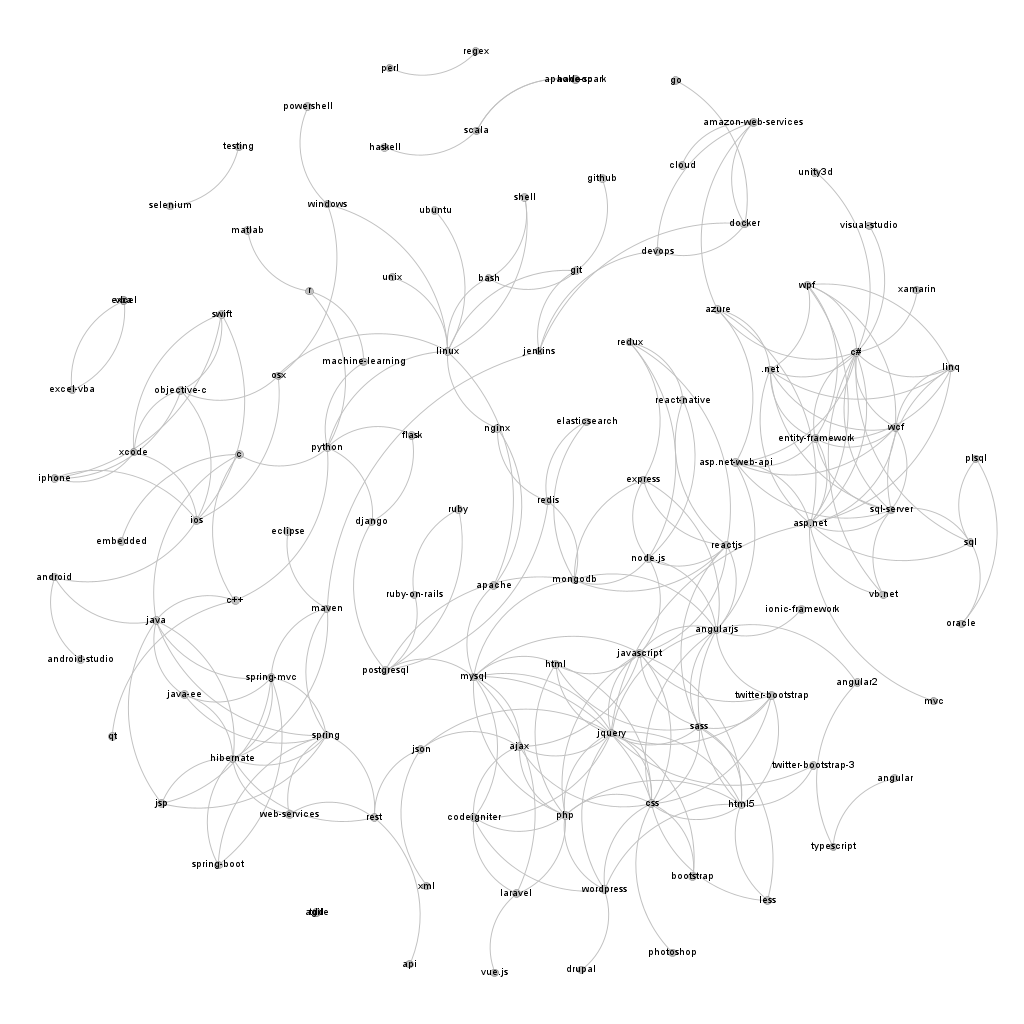 regex
perl
go
powershell
amazon-web-services
scala
testing
haskell
cloud
unity3d
github
shell
selenium
windows
ubuntu
docker
visual-studio
matlab
devops
git
unix
bash
r
wpf
xamarin
swift
azure
redux
linux
jenkins
c#
machine-learning
osx
.net
linq
excel-vba
objective-c
react-native
elasticsearch
nginx
wcf
flask
entity-framework
python
xcode
c
asp.net-web-api
plsql
iphone
express
redis
ruby
sql-server
ios
django
asp.net
eclipse
embedded
sql
reactjs
node.js
android
mongodb
apache
ruby-on-rails
vb.net
c++
maven
ionic-framework
java
oracle
angularjs
javascript
android-studio
html
postgresql
mysql
spring-mvc
angular2
java-ee
twitter-bootstrap
mvc
sass
jquery
qt
spring
ajax
json
hibernate
twitter-bootstrap-3
angular
jsp
css
html5
web-services
rest
codeigniter
php
typescript
spring-boot
bootstrap
xml
laravel
wordpress
less
photoshop
api
drupal
vue.js